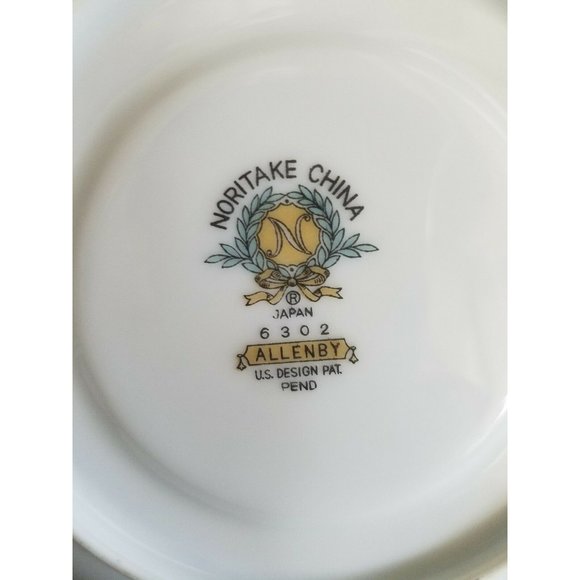 NORITAKE CHINA
N
®
JAPAN
6302
ALLENBY
U.S. DESIGN PAT.
PEND